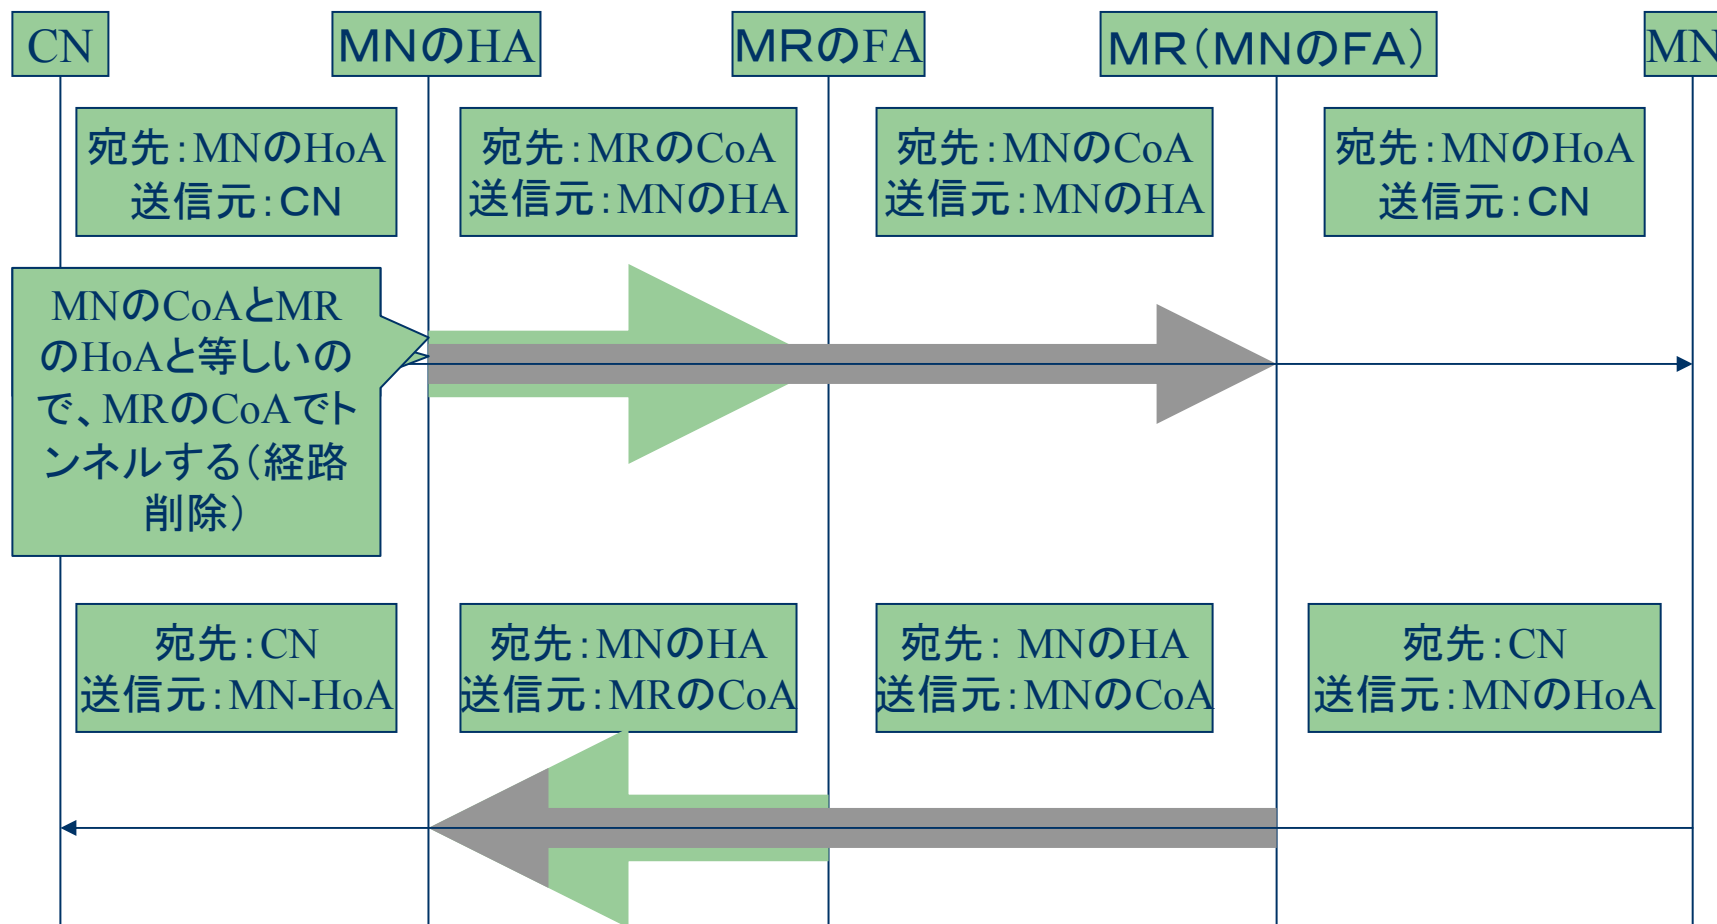 CN
MNのHA
MRのFA
MR(MNのFA)
MN
宛先:MNのHoA
送信元:CN
宛先:MRのCoA
送信元:MNのHA
宛先:MNのCoA
送信元:MNのHA
宛先:MNのHoA
送信元:CN
MNのCoAとMR
のHoAと等しいの
で、MRのCoAでト
ンネルする(経路
削除)
宛先:CN
送信元:MN-HoA
宛先:MNのHA
送信元:MRのCoA
宛先: MNのHA
送信元:MNのCoA
宛先:CN
送信元:MNのHoA